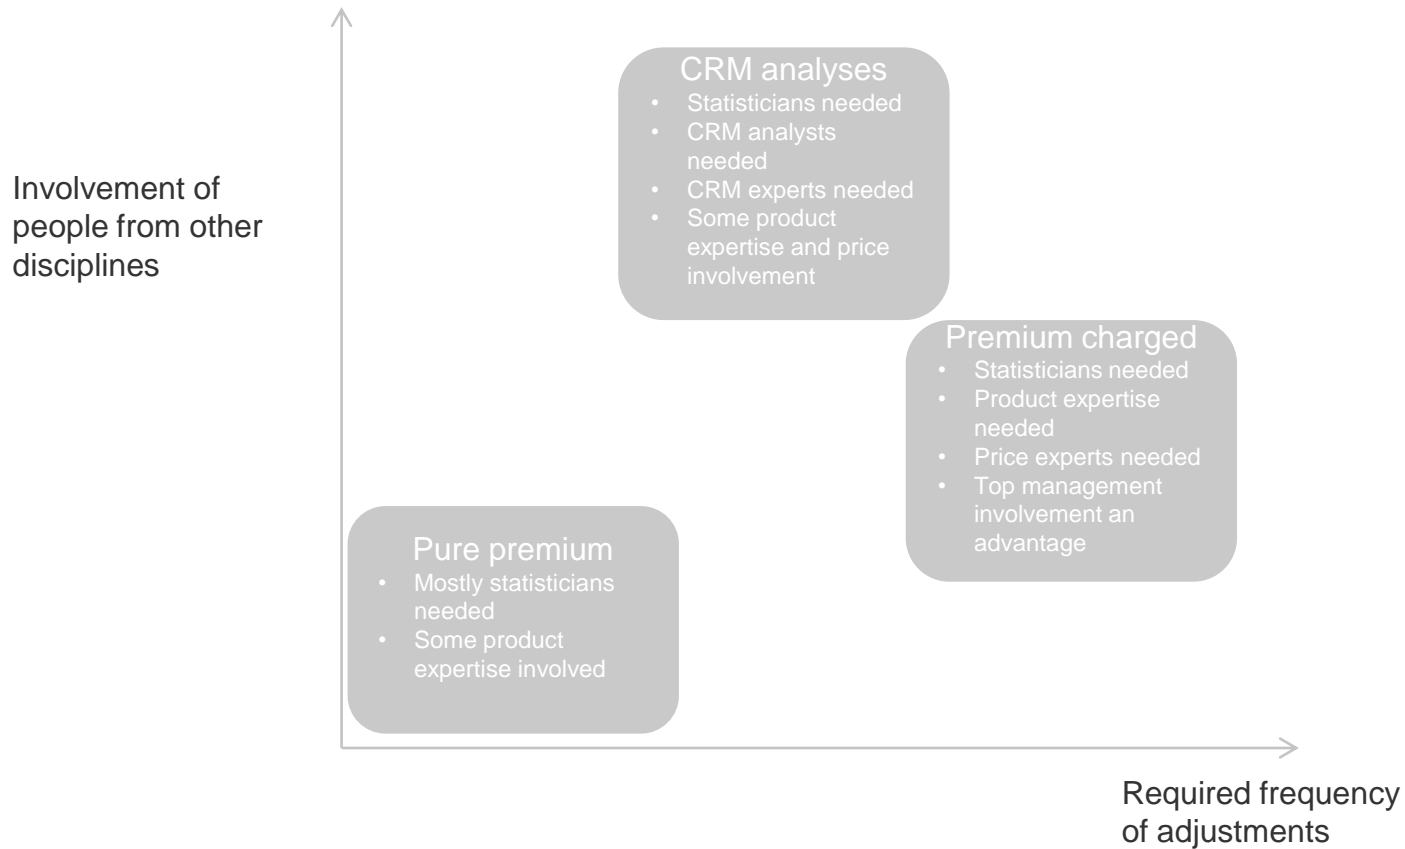 CRM analyses
• Statisticians needed
• CRM analysts
needed
• CRM experts needed
• Some product
expertise and price
involvement
Involvement of
people from other
disciplines
Premium charged
• Statisticians needed
• Product expertise
needed
• Price experts needed
• Top management
involvement an
advantage
Pure premium
• Mostly statisticians
needed
• Some product
expertise involved
Required frequency
of adjustments